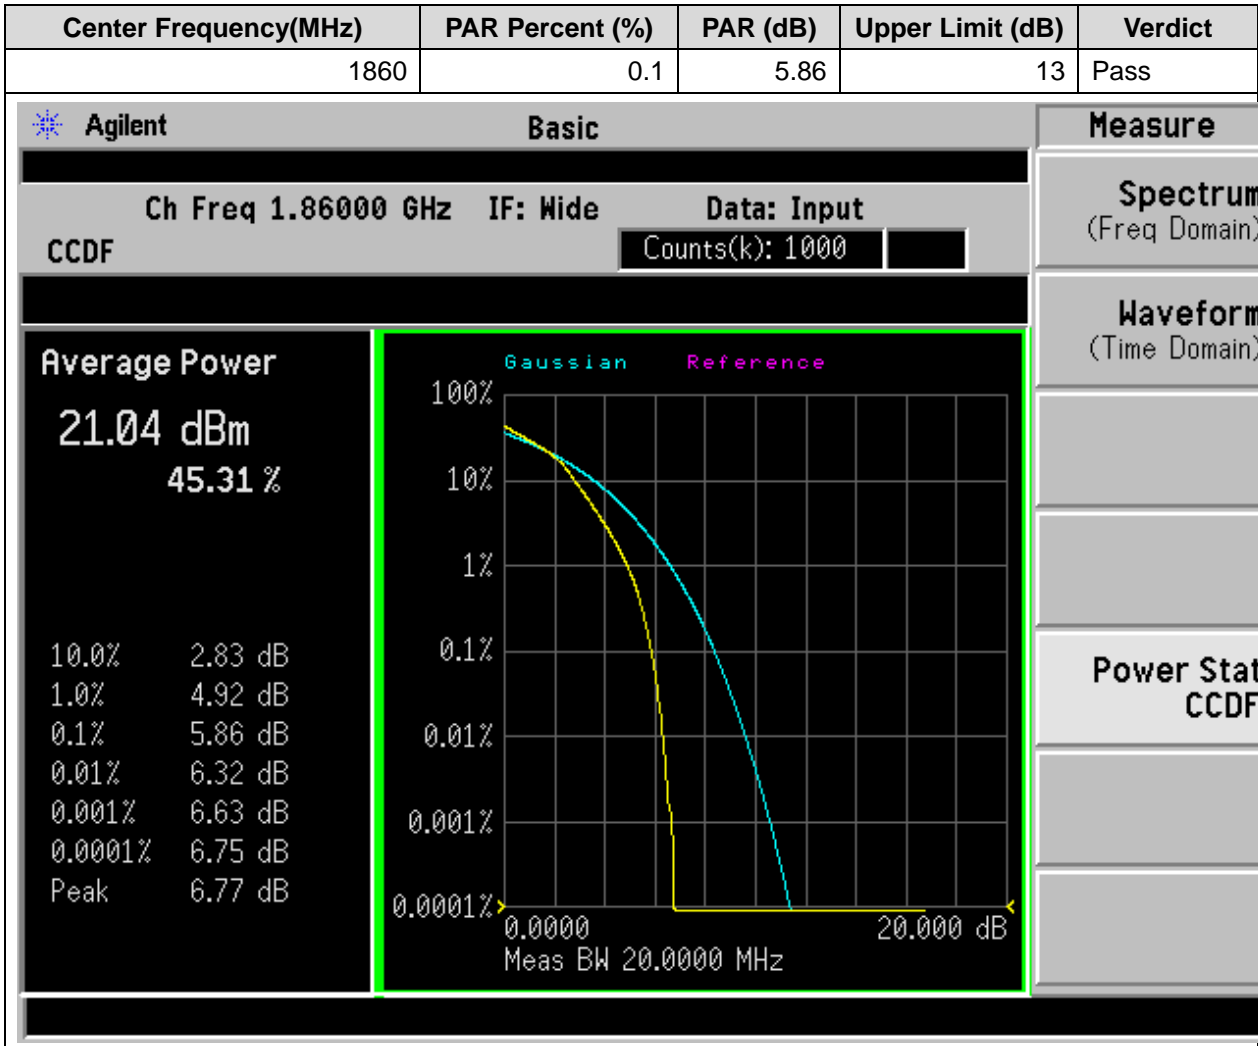 Center Frequency(MHz) PAR Percent (%) PAR (dB) Upper Limit (dB) Verdict
1860 0.1 5.86 13 Pass
Agilent Basic Measure
Ch Freq 1.86000 GHz IF: Wide Data: Input
CCDF Counts(k): 1000
Spectrum
(Freq Domain)
Waveform
(Time Domain)
Power Stat
CCDF
Average Power
21.04 dBm
45.31 %
10.0% 2.83 dB
1.0% 4.92 dB
0.1% 5.86 dB
0.01% 6.32 dB
0.001% 6.63 dB
0.0001% 6.75 dB
Peak 6.77 dB
Gaussian Reference
100%
10%
1%
0.1%
0.01%
0.001%
0.0001%
0.0000 20.000 dB
Meas BW 20.0000 MHz